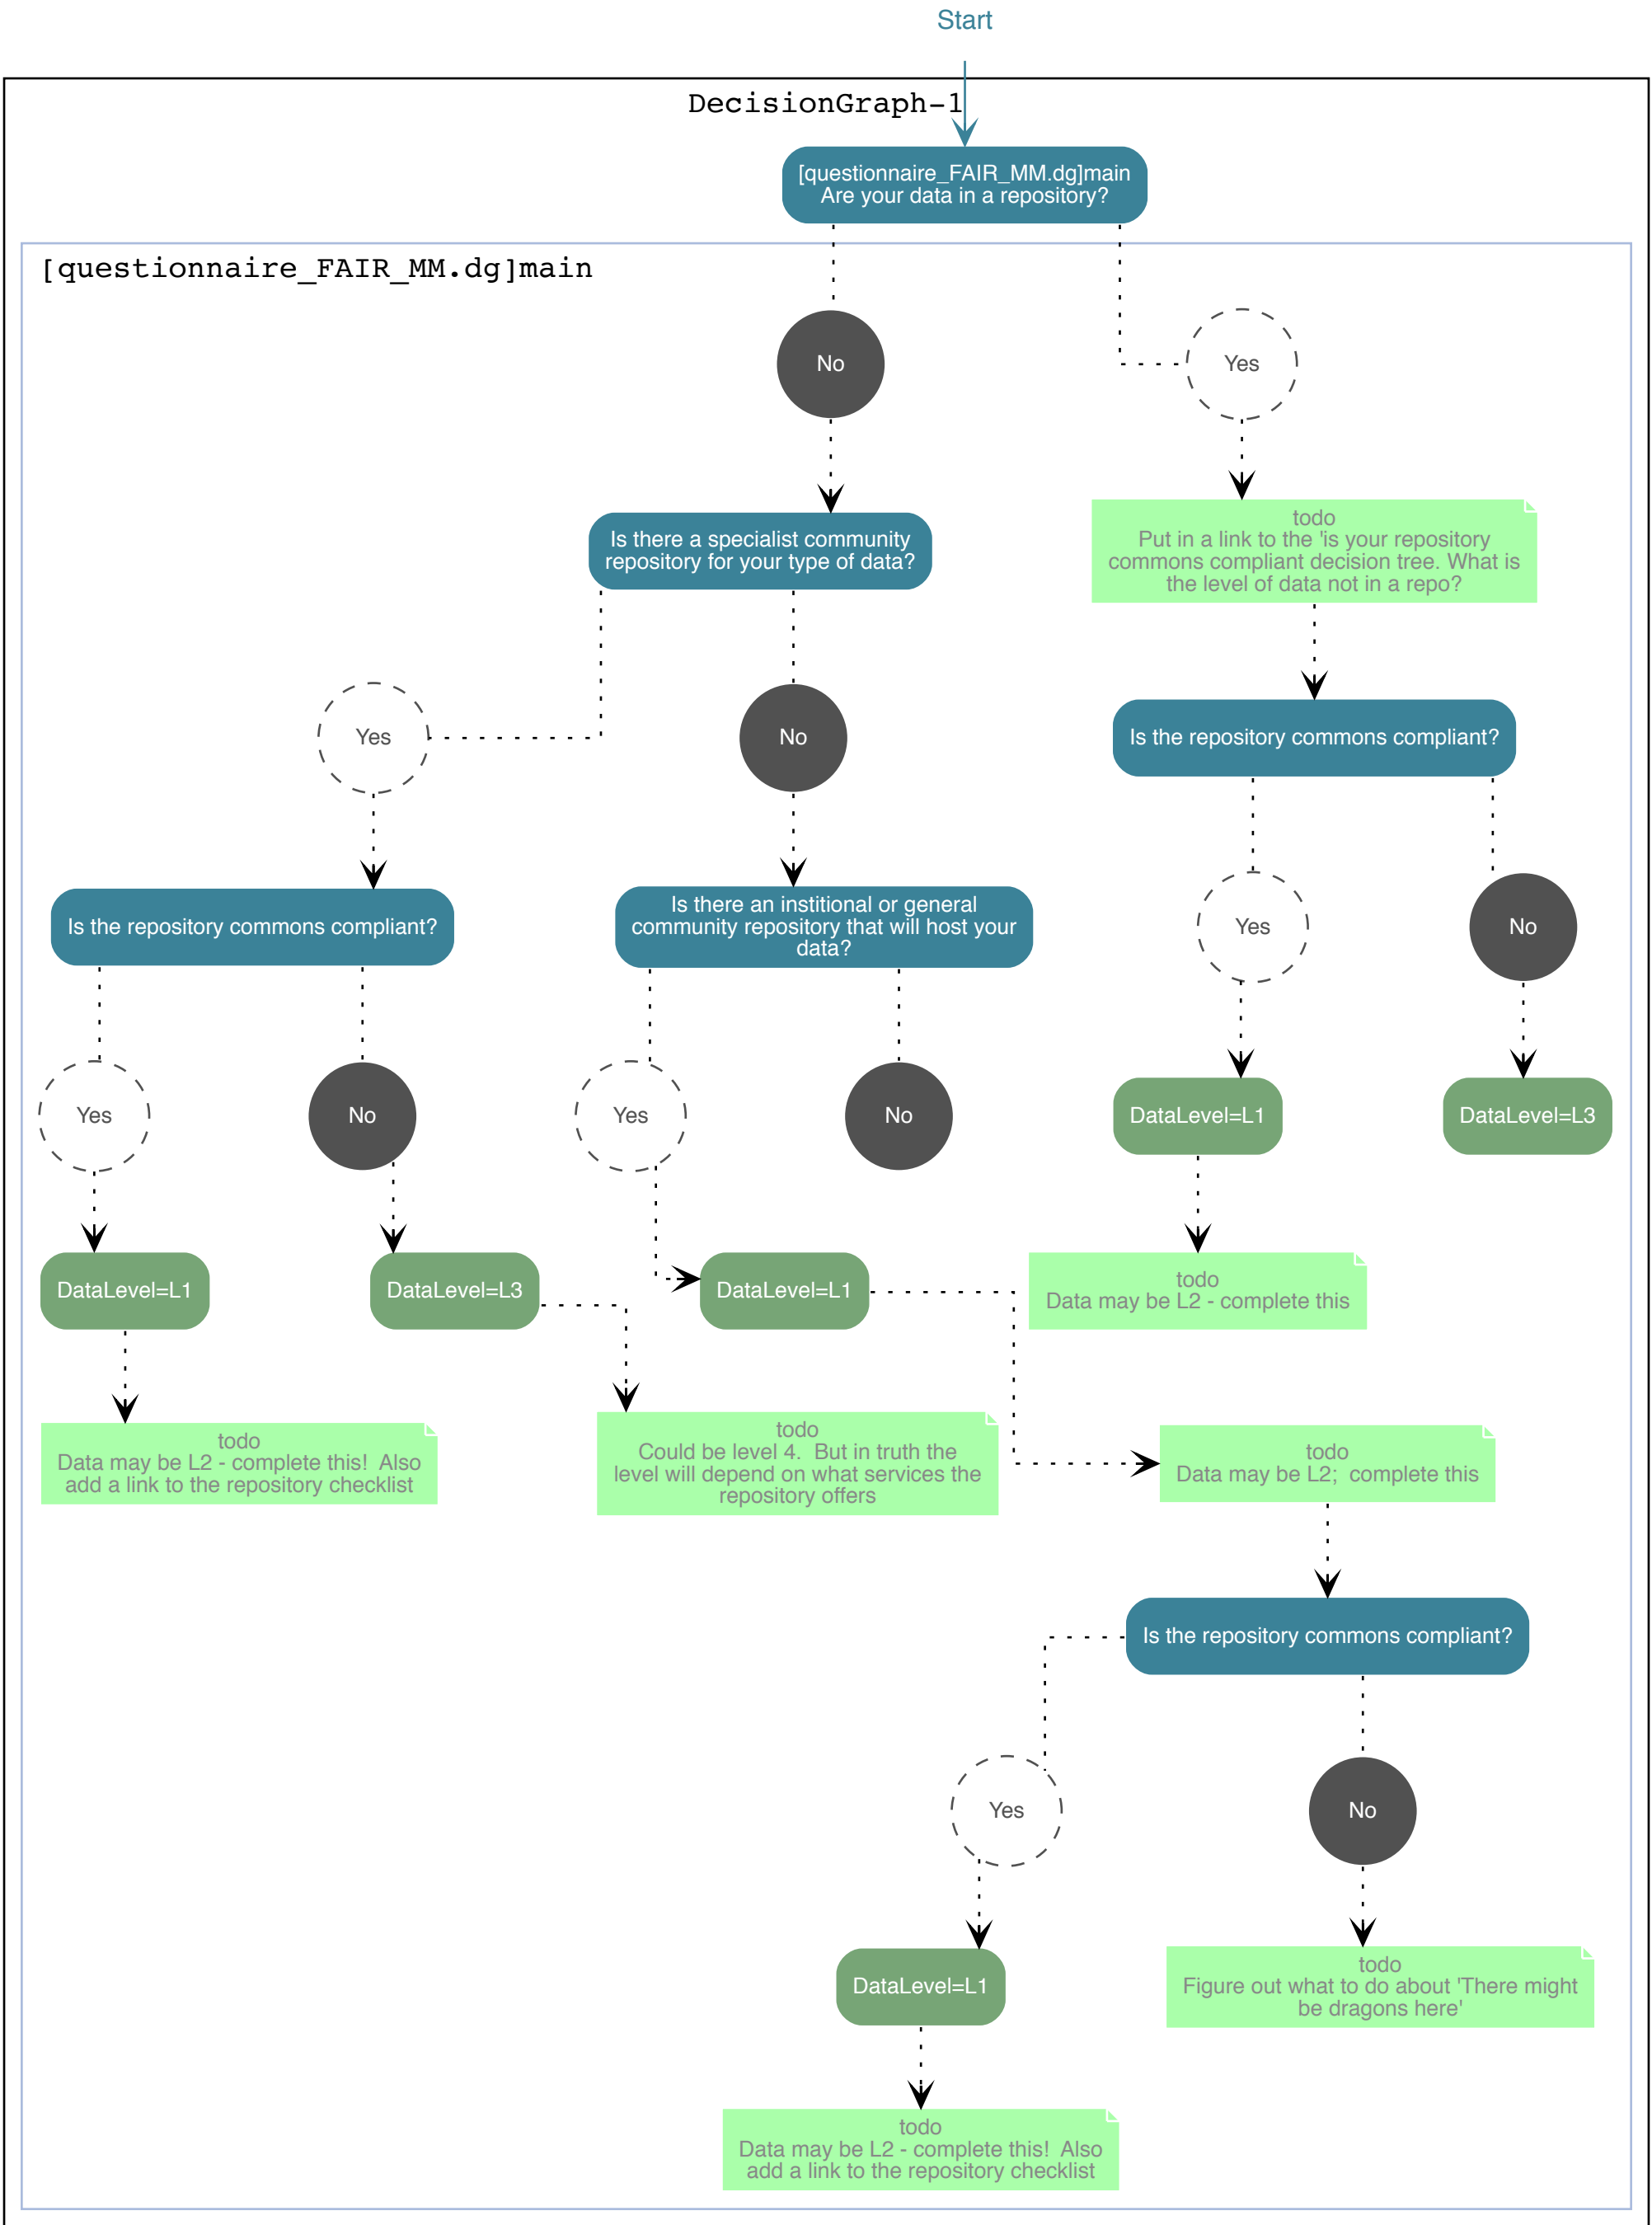 Start
DecisionGraph-1
[questionnaire_FAIR_MM.dg]main
Are your data in a repository?
[questionnaire_FAIR_MM.dg]main
No
Yes
Is there a specialist community
repository for your type of data?
todo
Put in a link to the 'is your repository
commons compliant decision tree. What is
the level of data not in a repo?
Yes
No
Is the repository commons compliant?
Is the repository commons compliant?
Is there an institional or general
community repository that will host your
data?
Yes
No
Yes
No
Yes
No
DataLevel=L1
DataLevel=L3
DataLevel=L1
DataLevel=L3
DataLevel=L1
todo
Data may be L2 - complete this
todo
Data may be L2 - complete this!  Also
add a link to the repository checklist
todo
Could be level 4.  But in truth the
level will depend on what services the
repository offers
todo
Data may be L2;  complete this
Is the repository commons compliant?
Yes
No
DataLevel=L1
todo
Figure out what to do about 'There might
be dragons here'
todo
Data may be L2 - complete this!  Also
add a link to the repository checklist